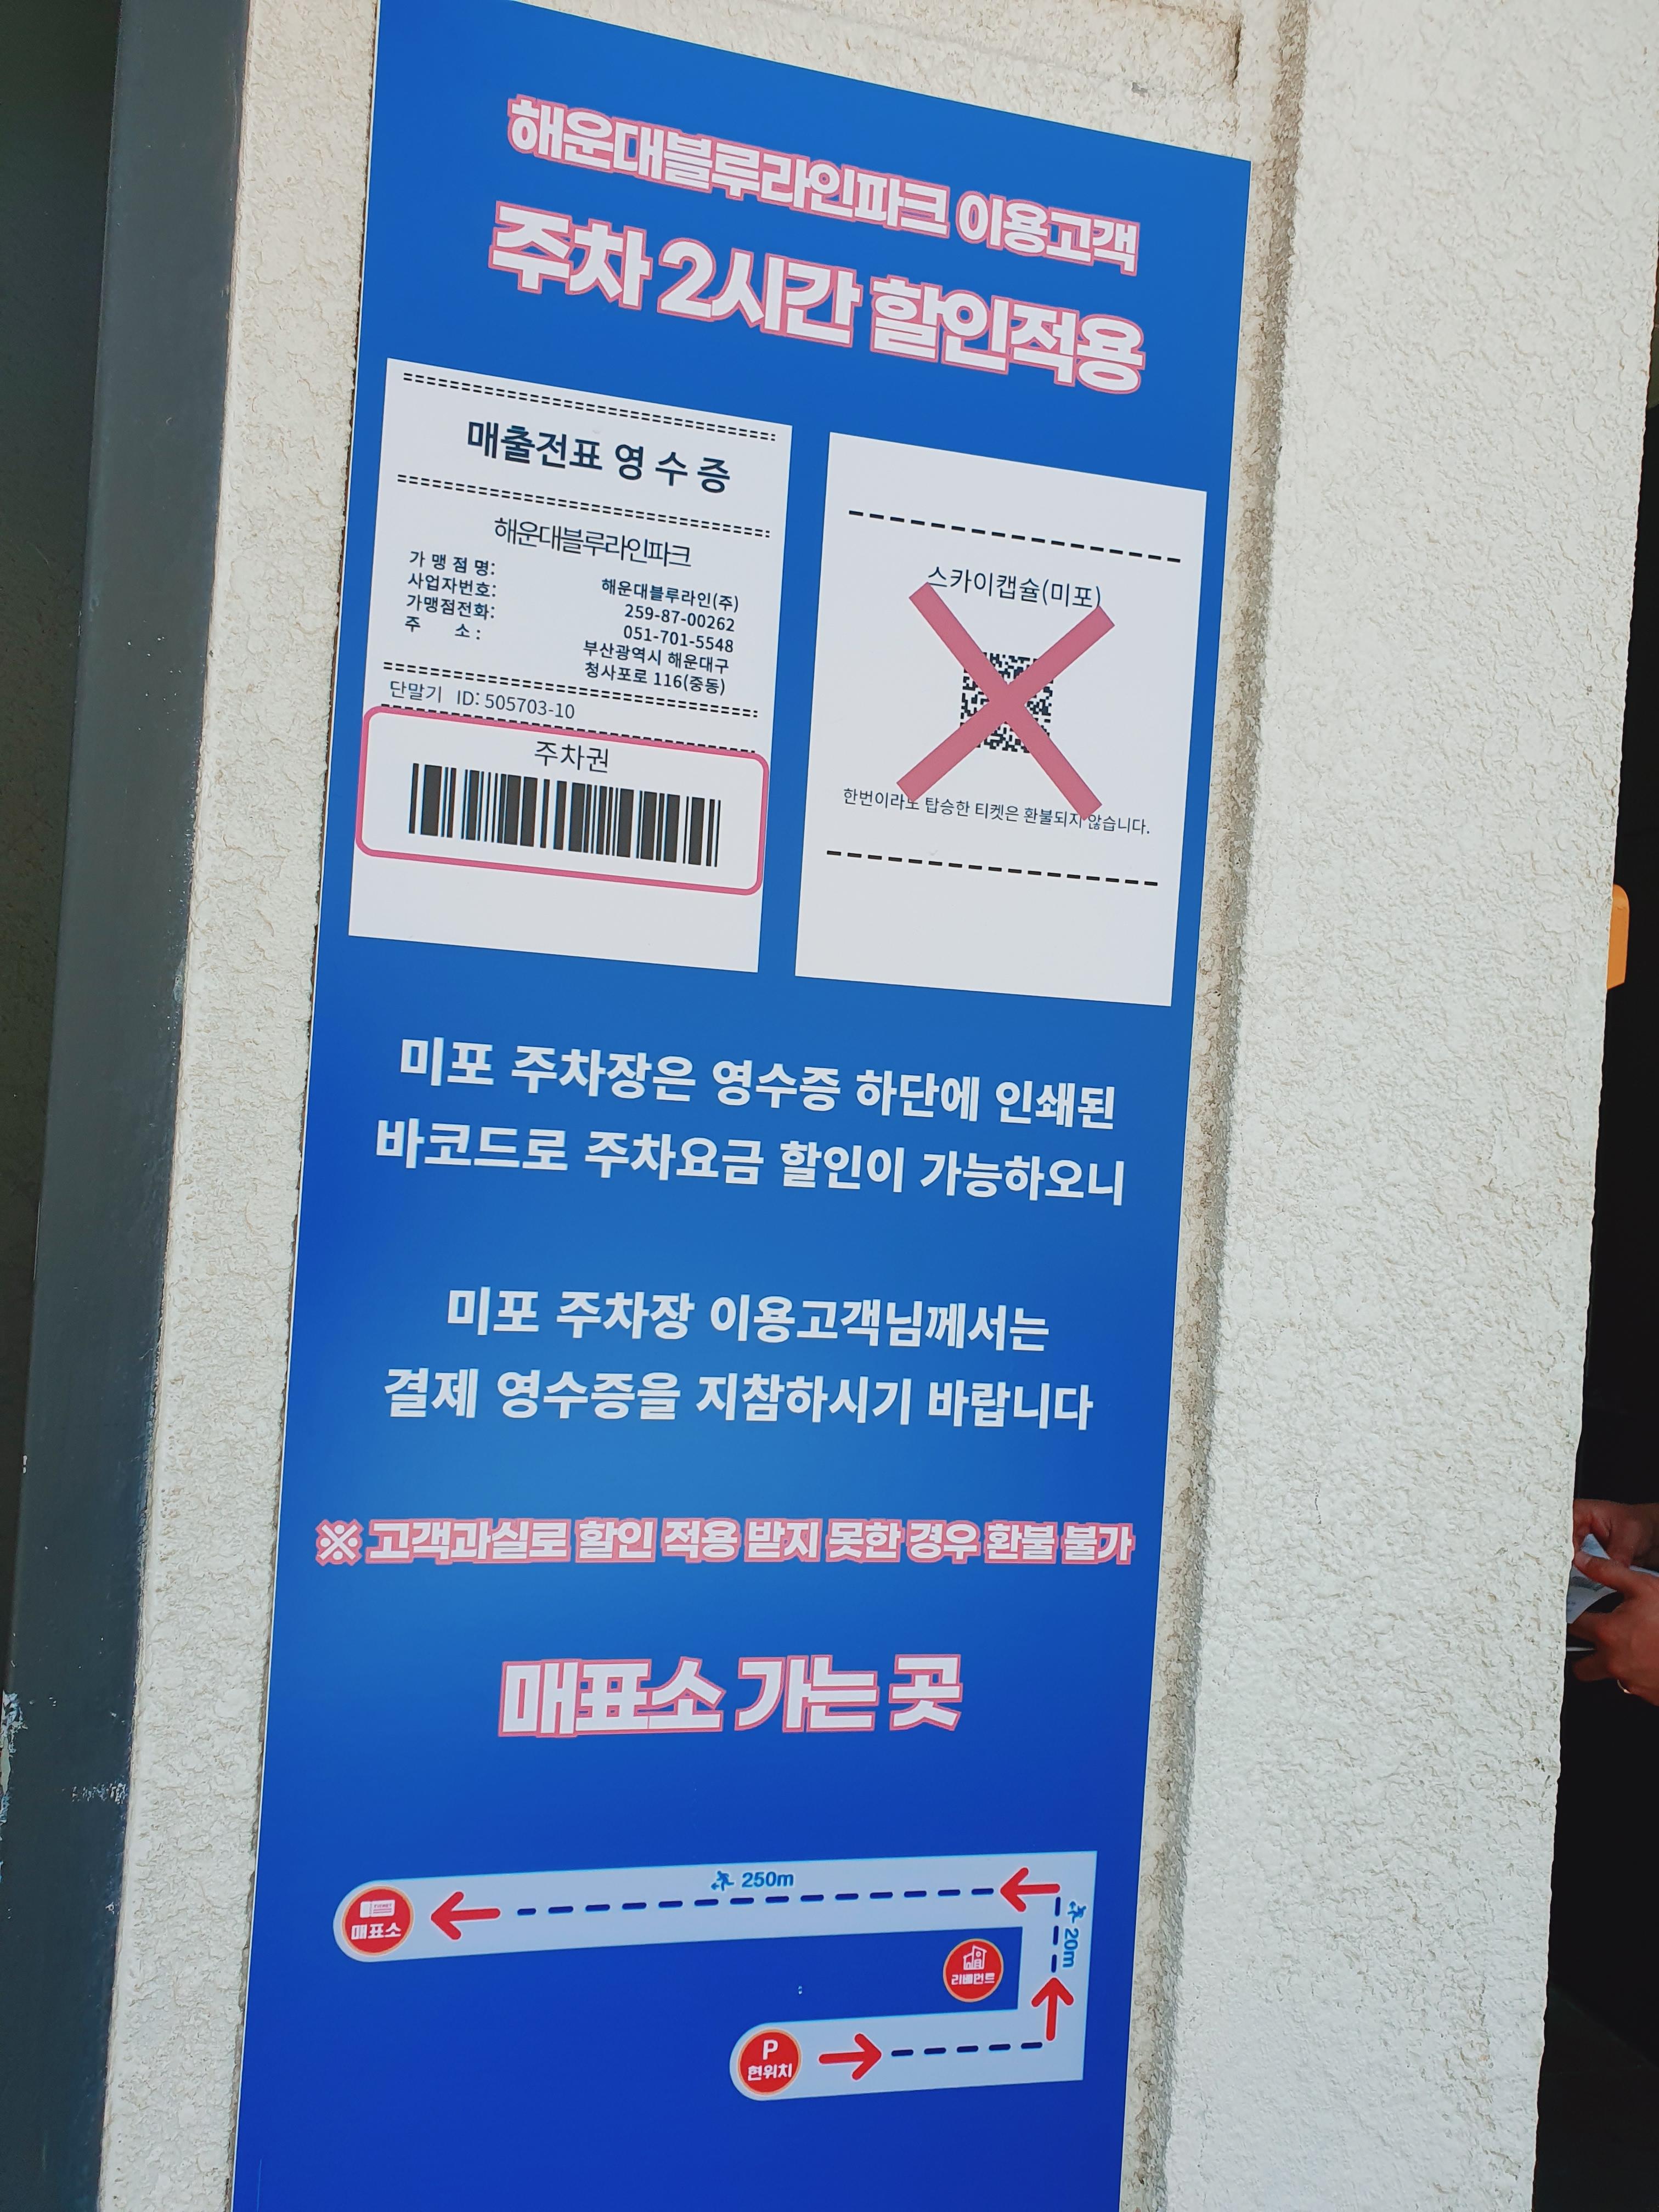 해운대블루라인파크 이용고객
주차 2시간 할인적용
매출전표 영 수 증
해운대블루라인파크
가 맹 점 명: 해운대블루라인(주)
사업자번호: 259-87-00262
가맹점전화: 051-701-5548
주 소 : 부산광역시 해운대구
청사포로 116(중동)
단말기 ID: 505703-10
주차권
스카이캡슐(미포)
한번이라도 탑승한 티켓은 환불되지 않습니다.
미포 주차장은 영수증 하단에 인쇄된
바코드로 주차요금 할인이 가능하오니
미포 주차장 이용고객님께서는
결제 영수증을 지참하시기 바랍니다
※ 고객과실로 할인 적용 받지 못한 경우 환불 불가
매표소 가는 곳
250m
20m
TICKET
매표소
리베먼트
P
현위치